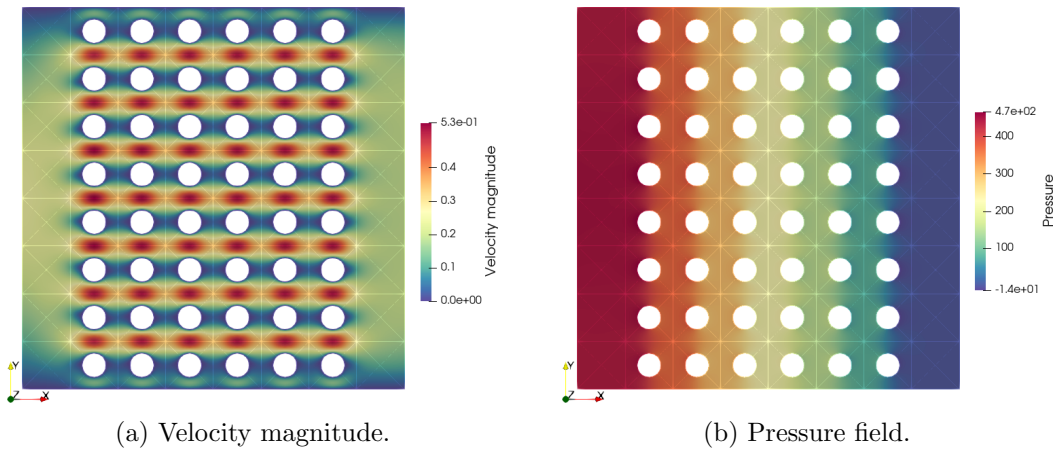 5.3e-01
0.4
0.3
0.2
0.1
0.0e+00
Velocity magnitude
Y
Z
X
4.7e+02
400
300
200
100
-1.4e+01
Pressure
Y
Z
X
(a) Velocity magnitude.
(b) Pressure field.